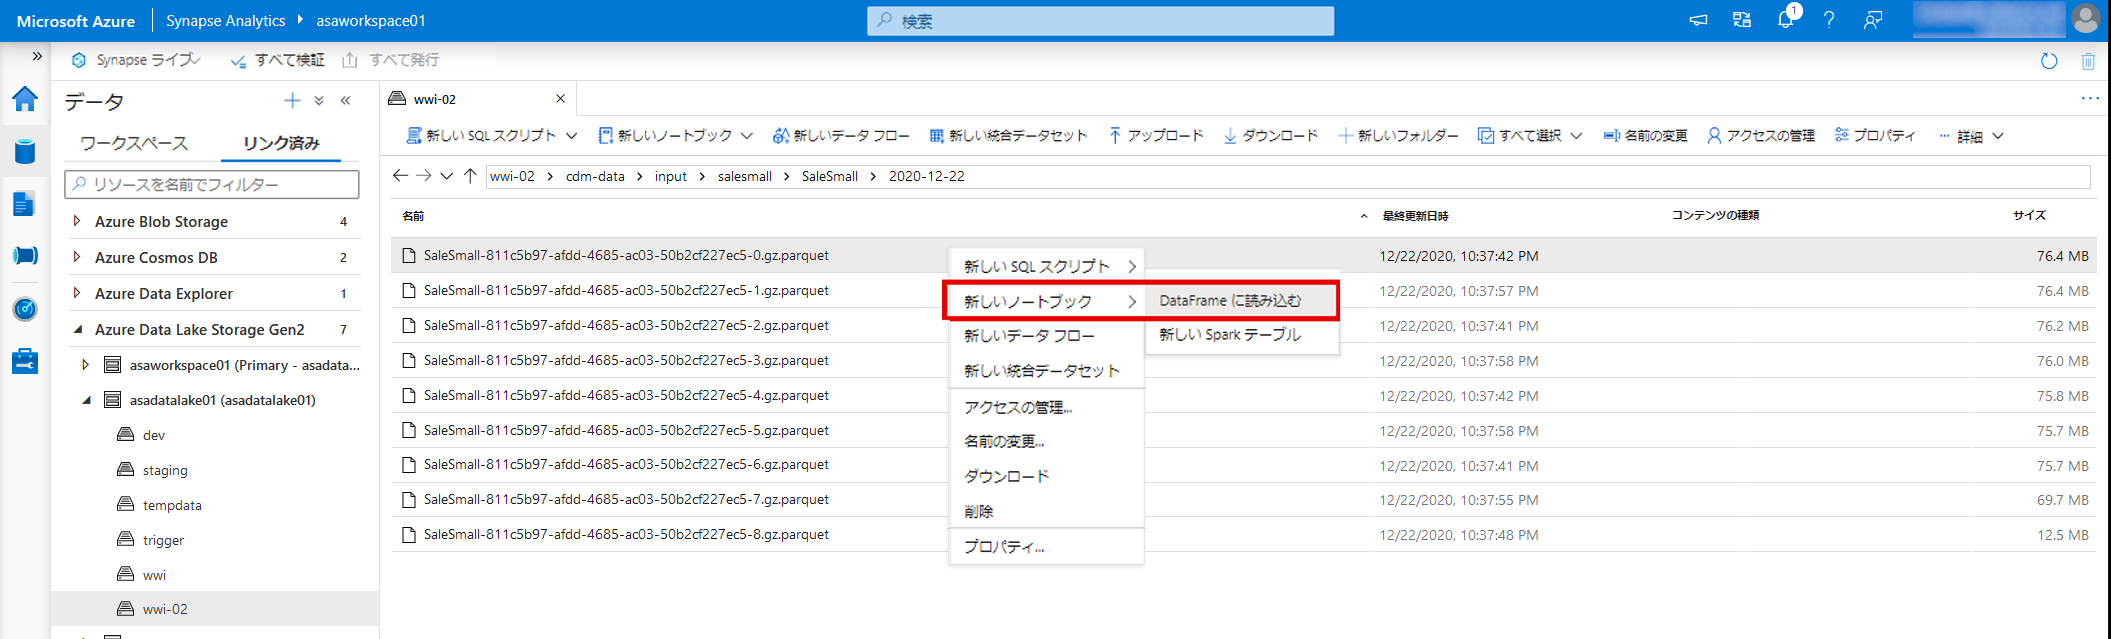 Microsoft Azure
Synapse Analytics
asaworkspace01
検索
1
Synapse ライブ
すべて検証
すべて発行
データ
ワークスペース
リンク済み
リソースを名前でフィルター
Azure Blob Storage 4
Azure Cosmos DB 2
Azure Data Explorer 1
Azure Data Lake Storage Gen2 7
asaworkspace01 (Primary - asadata...
asadatalake01 (asadatalake01)
dev
staging
tempdata
trigger
wwi
wwi-02
wwi-02
新しい SQL スクリプト
新しいノートブック
新しいデータ フロー
新しい統合データセット
アップロード
ダウンロード
新しいフォルダー
すべて選択
名前の変更
アクセスの管理
プロパティ
詳細
wwi-02 > cdm-data > input > salesmall > SaleSmall > 2020-12-22
名前 最終更新日時 コンテンツの種類 サイズ
SaleSmall-811c5b97-afdd-4685-ac03-50b2cf227ec5-0.gz.parquet 12/22/2020, 10:37:42 PM 76.4 MB
SaleSmall-811c5b97-afdd-4685-ac03-50b2cf227ec5-1.gz.parquet 12/22/2020, 10:37:57 PM 76.4 MB
SaleSmall-811c5b97-afdd-4685-ac03-50b2cf227ec5-2.gz.parquet 12/22/2020, 10:37:41 PM 76.2 MB
SaleSmall-811c5b97-afdd-4685-ac03-50b2cf227ec5-3.gz.parquet 12/22/2020, 10:37:58 PM 76.0 MB
SaleSmall-811c5b97-afdd-4685-ac03-50b2cf227ec5-4.gz.parquet 12/22/2020, 10:37:42 PM 75.8 MB
SaleSmall-811c5b97-afdd-4685-ac03-50b2cf227ec5-5.gz.parquet 12/22/2020, 10:37:58 PM 75.7 MB
SaleSmall-811c5b97-afdd-4685-ac03-50b2cf227ec5-6.gz.parquet 12/22/2020, 10:37:41 PM 75.7 MB
SaleSmall-811c5b97-afdd-4685-ac03-50b2cf227ec5-7.gz.parquet 12/22/2020, 10:37:55 PM 69.7 MB
SaleSmall-811c5b97-afdd-4685-ac03-50b2cf227ec5-8.gz.parquet 12/22/2020, 10:37:48 PM 12.5 MB
新しい SQL スクリプト
新しいノートブック
新しいデータ フロー
新しい統合データセット
アクセスの管理...
名前の変更...
ダウンロード
削除
プロパティ...
DataFrame に読み込む
新しい Spark テーブル